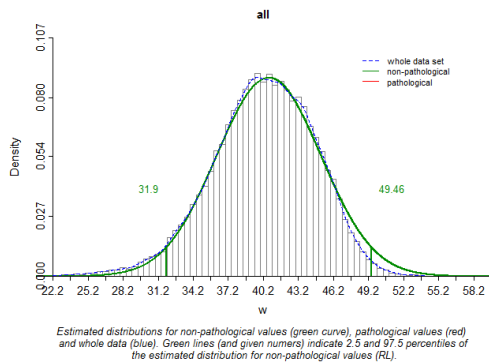 all
0.107
0.080
0.054
0.027
0.000
Density
whole data set
non-pathological
pathological
31.9
49.46
22.2 25.2 28.2 31.2 34.2 37.2 40.2 43.2 46.2 49.2 52.2 55.2 58.2
w
Estimated distributions for non-pathological values (green curve), pathological values (red)
and whole data (blue). Green lines (and given numers) indicate 2.5 and 97.5 percentiles of
the estimated distribution for non-pathological values (RL).